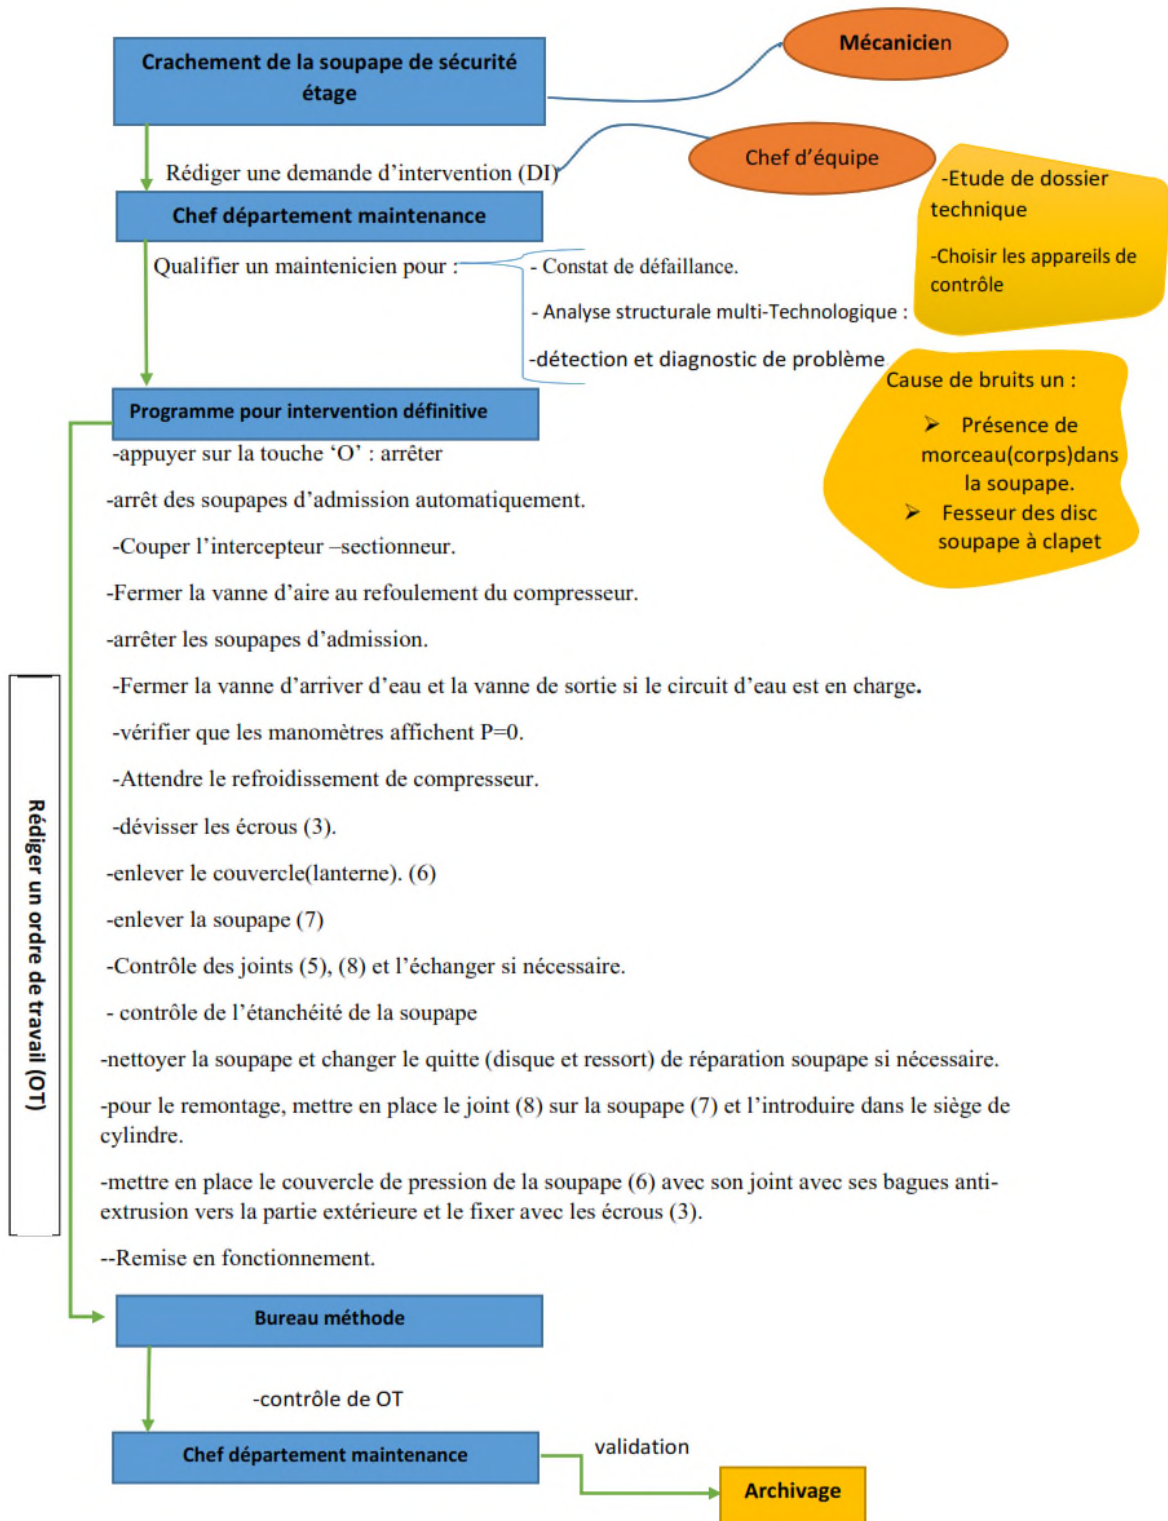 Crachement de la soupape de sécurité
étage
Mécanicien
Rédiger une demande d’intervention (DI)
Chef d’équipe
Chef département maintenance
-Etude de dossier
technique
-Choisir les appareils de
contrôle
Qualifier un maintenicien pour :
- Constat de défaillance.
- Analyse structurale multi-Technologique :
-détection et diagnostic de problème
Cause de bruits un :
➢ Présence de
morceau(corps)dans
la soupape.
➢ Fesseur des disc
soupape à clapet
Programme pour intervention définitive
-appuyer sur la touche ‘O’ : arrêter
-arrêt des soupapes d’admission automatiquement.
-Couper l’intercepteur –sectionneur.
-Fermer la vanne d’aire au refoulement du compresseur.
-arrêter les soupapes d’admission.
-Fermer la vanne d’arriver d’eau et la vanne de sortie si le circuit d’eau est en charge.
-vérifier que les manomètres affichent P=0.
-Attendre le refroidissement de compresseur.
-dévisser les écrous (3).
-enlever le couvercle(lanterne). (6)
-enlever la soupape (7)
-Contrôle des joints (5), (8) et l’échanger si nécessaire.
- contrôle de l’étanchéité de la soupape
-nettoyer la soupape et changer le quitte (disque et ressort) de réparation soupape si nécessaire.
-pour le remontage, mettre en place le joint (8) sur la soupape (7) et l’introduire dans le siège de
cylindre.
-mettre en place le couvercle de pression de la soupape (6) avec son joint avec ses bagues anti-
extrusion vers la partie extérieure et le fixer avec les écrous (3).
--Remise en fonctionnement.
Rédiger un ordre de travail (OT)
Bureau méthode
-contrôle de OT
Chef département maintenance
validation
Archivage